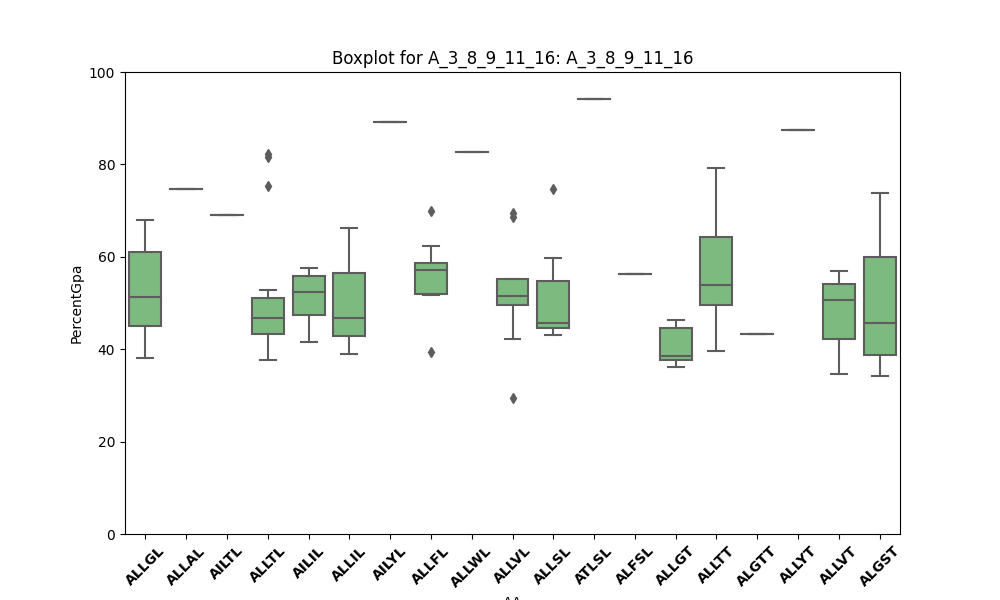 Boxplot for A_3_8_9_11_16: A_3_8_9_11_16
PercentGpa
100
80
60
40
20
0
ALLGL ALLAL AILTL ALLTL AILIL ALLIL AILYL ALLFL ALLWL ALLVL ALLSL ATLSL ALFSL ALLGT ALLTT ALGTT ALLYT ALLVT ALGST